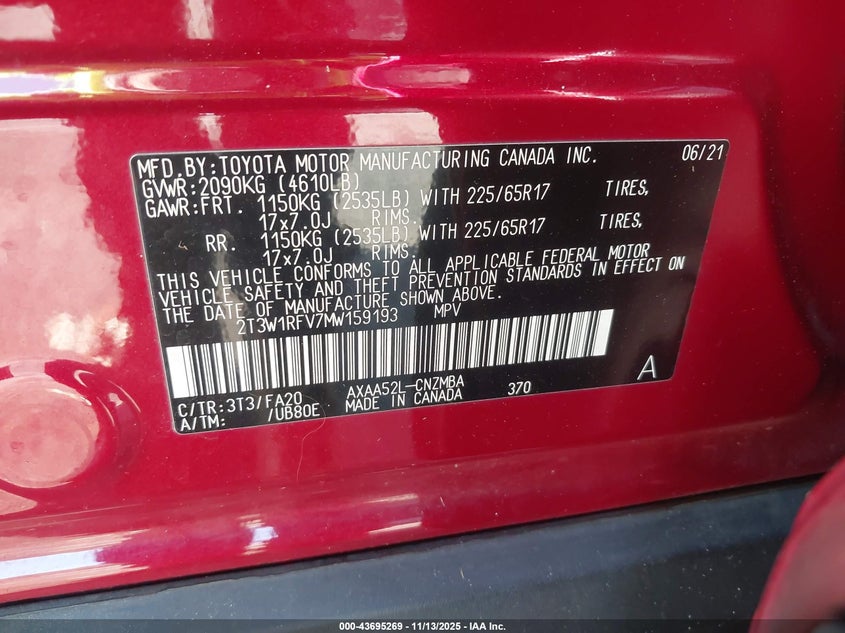 MFD.BY:TOYOTA MOTOR MANUFACTURING CANADA INC. 06/21
GVWR:2090KG (4610LB)
GAWR:FRT. 1150KG (2535LB) WITH 225/65R17 TIRES,
17x7.0J RIMS.
RR. 1150KG (2535LB) WITH 225/65R17 TIRES,
17x7.0J RIMS.
THIS VEHICLE CONFORMS TO ALL APPLICABLE FEDERAL MOTOR
VEHICLE SAFETY AND THEFT PREVENTION STANDARDS IN EFFECT ON
THE DATE OF MANUFACTURE SHOWN ABOVE.
2T3W1RFV7MW159193 MPV
C/TR:3T3/FA20 AXAA52L-CNZMBA 370 A
A/TM: /UB80E MADE IN CANADA
000-43695269 - 11/13/2025 - IAA Inc.